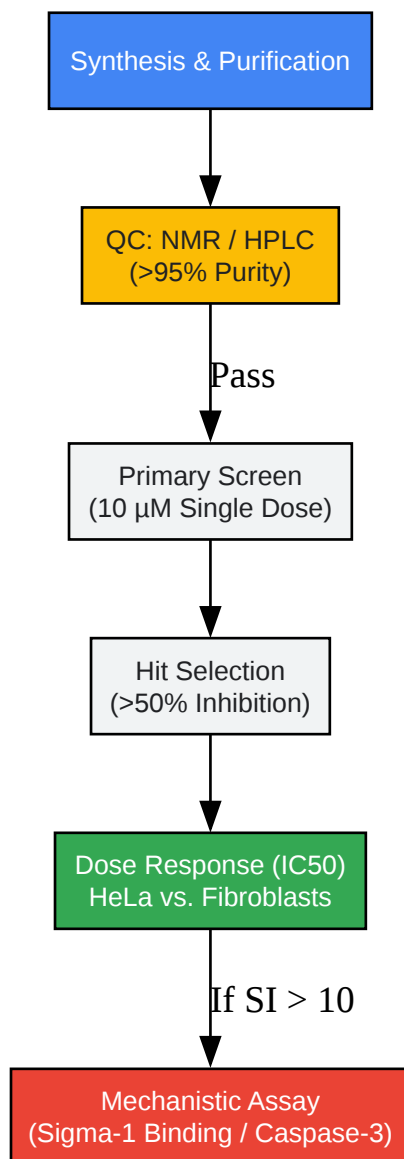 Synthesis & Purification
QC: NMR / HPLC
(>95% Purity)
Pass
Primary Screen
(10 µM Single Dose)
Hit Selection
(>50% Inhibition)
Dose Response (IC50)
HeLa vs. Fibroblasts
If SI > 10
Mechanistic Assay
(Sigma-1 Binding / Caspase-3)